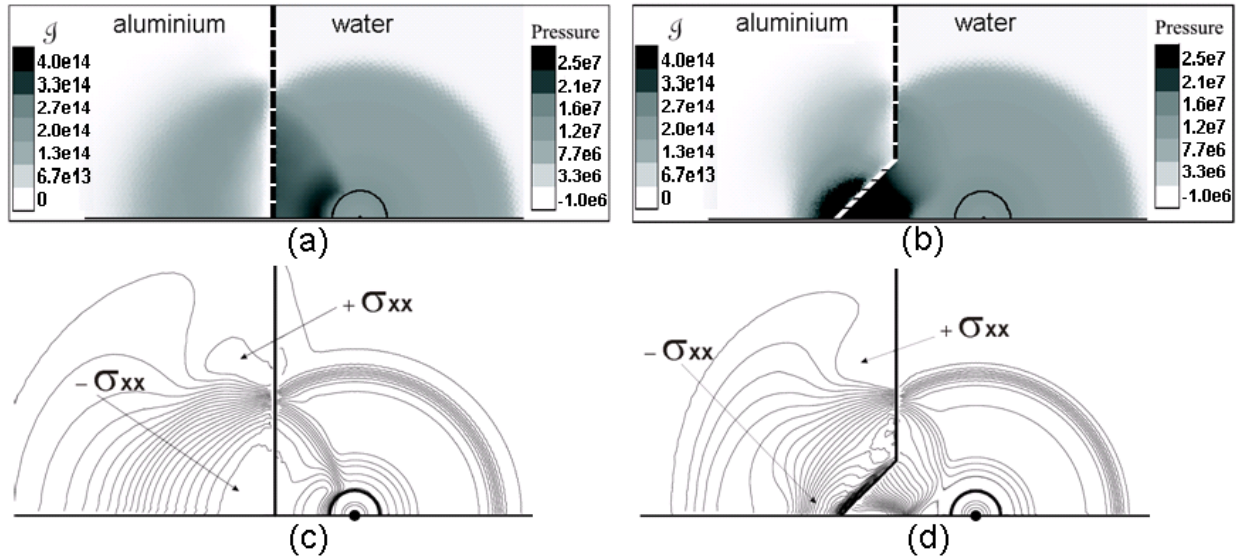 aluminium
water
ℐ
4.0e14
3.3e14
2.7e14
2.0e14
1.3e14
6.7e13
0
Pressure
2.5e7
2.1e7
1.6e7
1.2e7
7.7e6
3.3e6
-1.0e6
(a)
aluminium
water
ℐ
4.0e14
3.3e14
2.7e14
2.0e14
1.3e14
6.7e13
0
Pressure
2.5e7
2.1e7
1.6e7
1.2e7
7.7e6
3.3e6
-1.0e6
(b)
+ σxx
- σxx
(c)
+ σxx
- σxx
(d)